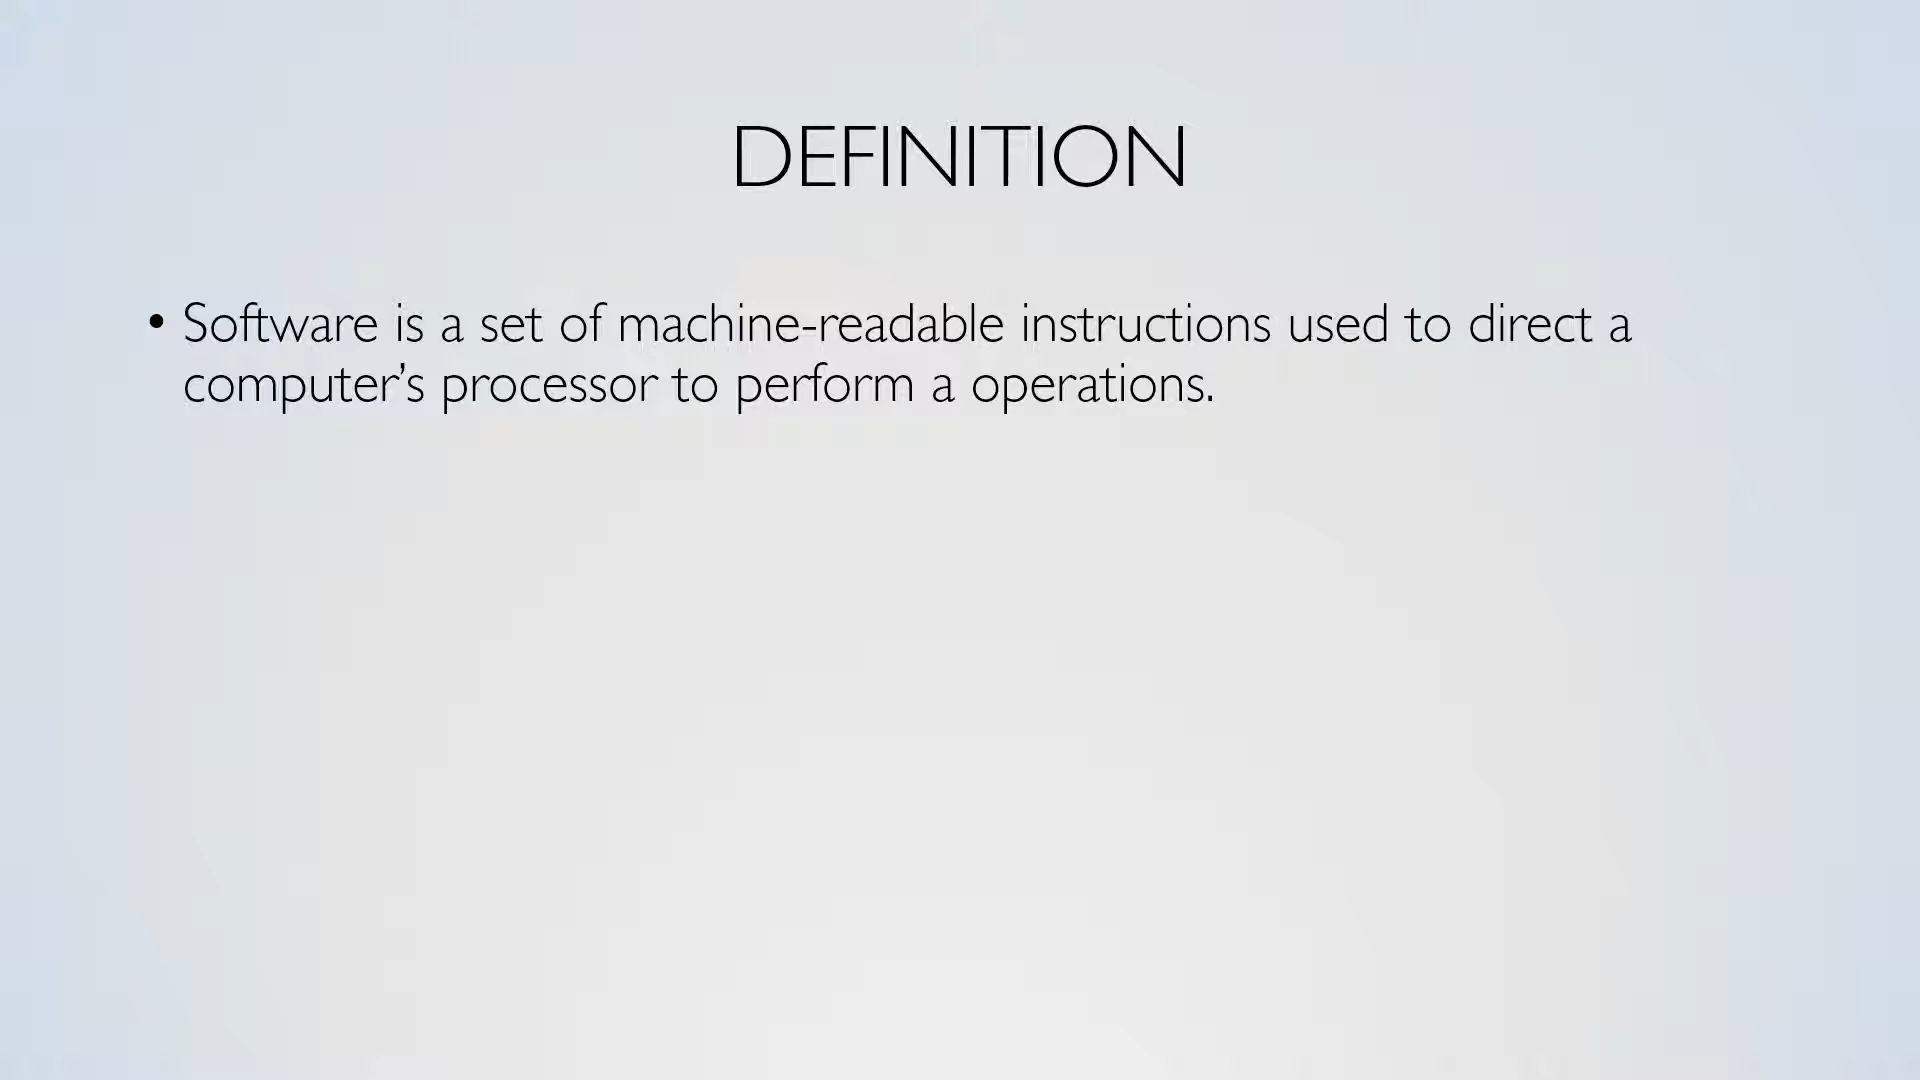 DEFINITION
• Software is a set of machine-readable instructions used to direct a
computer’s processor to perform a operations.